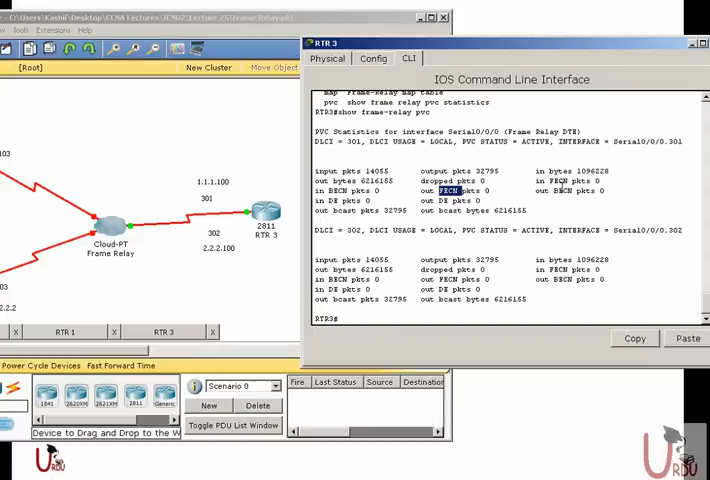 - C:\Users\Kashif\Desktop\CCNA Lectures\ICND2\Lecture 25\Frame Relay.pkt
ew Tools Extensions Help
[Root]
New Cluster
Move Object
103
1.1.1.100
301
302
2.2.2.100
2811
RTR 3
Cloud-PT
Frame Relay
2.2.2
X
RTR 1
X
RTR 3
X
Power Cycle Devices Fast Forward Time
1841
2620XM
2621XM
2811
Generic
Device to Drag and Drop to the W
Scenario 0
New
Delete
Toggle PDU List Window
Fire
Last Status
Source
Destination
RTR 3
Physical
Config
CLI
IOS Command Line Interface
map Frame-Relay map table
pvc show frame relay pvc statistics
RTR3#show frame-relay pvc
PVC Statistics for interface Serial0/0/0 (Frame Relay DTE)
DLCI = 301, DLCI USAGE = LOCAL, PVC STATUS = ACTIVE, INTERFACE = Serial0/0/0.301
input pkts 14055 output pkts 32795 in bytes 1096228
out bytes 6216155 dropped pkts 0 in FECN pkts 0
in BECN pkts 0 out FECN pkts 0 out BECN pkts 0
in DE pkts 0 out DE pkts 0
out bcast pkts 32795 out bcast bytes 6216155
DLCI = 302, DLCI USAGE = LOCAL, PVC STATUS = ACTIVE, INTERFACE = Serial0/0/0.302
input pkts 14055 output pkts 32795 in bytes 1096228
out bytes 6216155 dropped pkts 0 in FECN pkts 0
in BECN pkts 0 out FECN pkts 0 out BECN pkts 0
in DE pkts 0 out DE pkts 0
out bcast pkts 32795 out bcast bytes 6216155
RTR3#
Copy
Paste
URDU
URDU